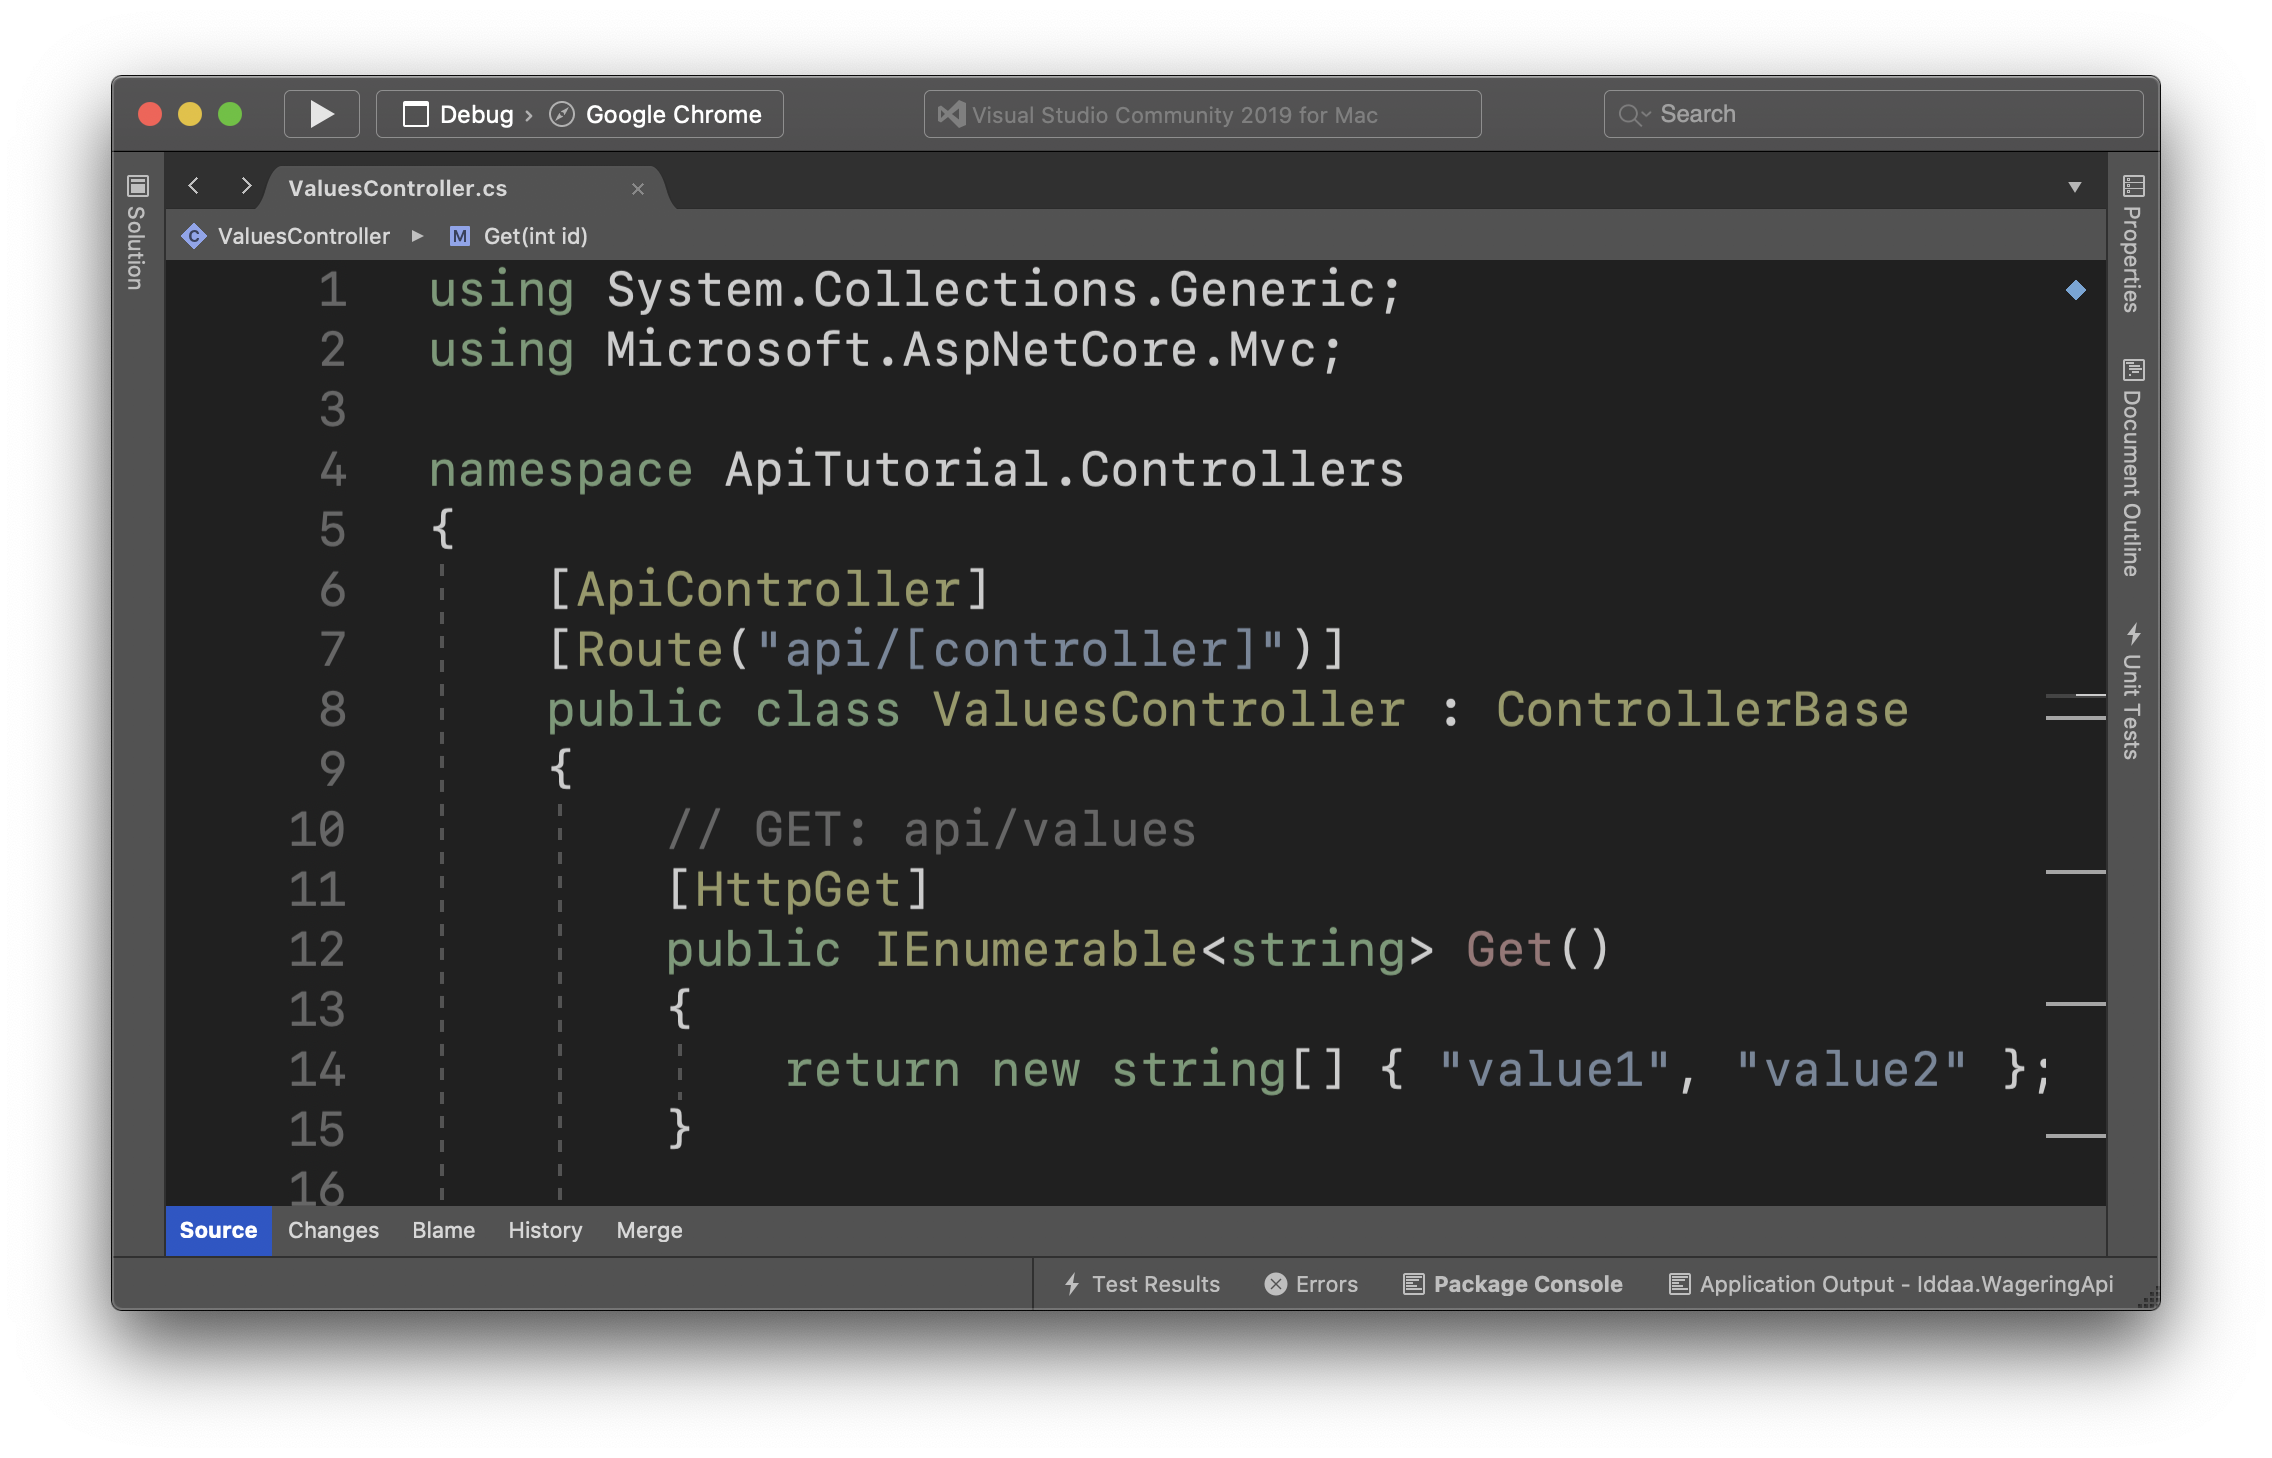 Debug › Google Chrome
Visual Studio Community 2019 for Mac
Search
Solution
ValuesController.cs
ValuesController
M Get(int id)
Properties
Document Outline
Unit Tests
1 using System.Collections.Generic;
2 using Microsoft.AspNetCore.Mvc;
3
4 namespace ApiTutorial.Controllers
5 {
6 [ApiController]
7 [Route("api/[controller]")]
8 public class ValuesController : ControllerBase
9 {
10 // GET: api/values
11 [HttpGet]
12 public IEnumerable<string> Get()
13 {
14 return new string[] { "value1", "value2" };
15 }
16
Source Changes Blame History Merge
Test Results Errors Package Console Application Output - Iddaa.WageringApi